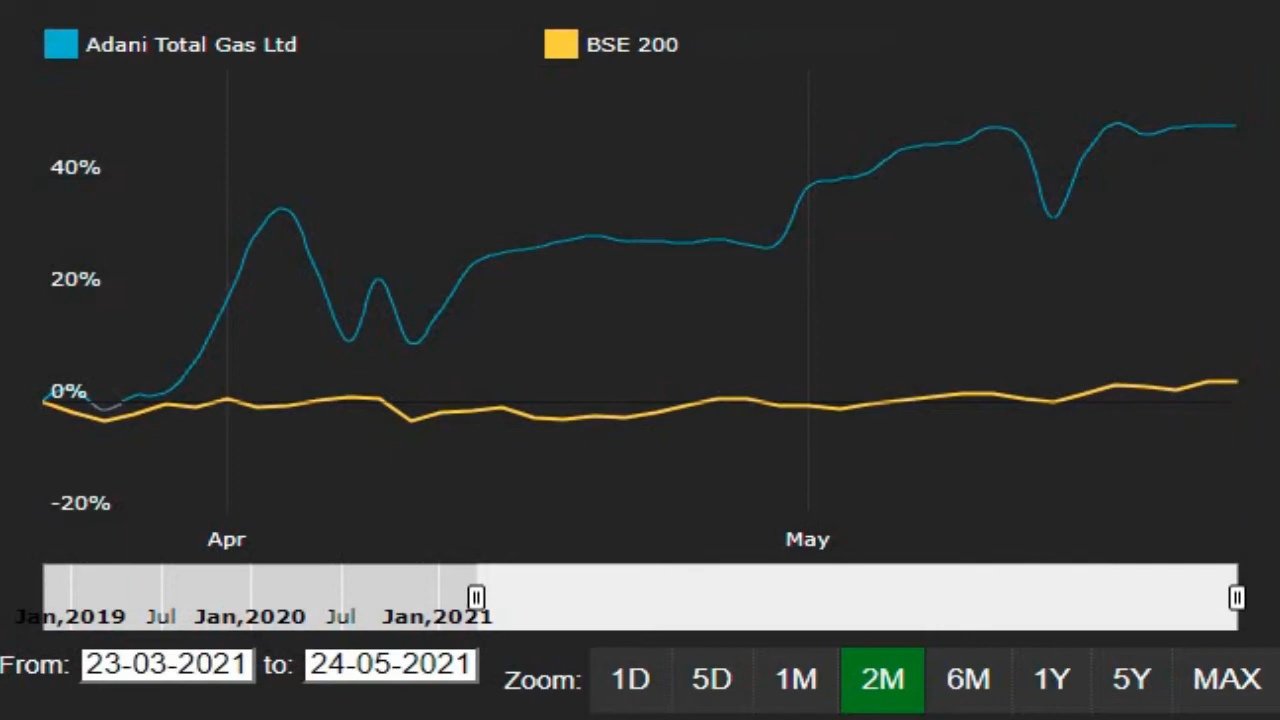 Adani Total Gas Ltd BSE 200
40%
20%
0%
-20%
Apr May
Jan,2019 Jul Jan,2020 Jul Jan,2021
From: 23-03-2021 to: 24-05-2021 Zoom: 1D 5D 1M 2M 6M 1Y 5Y MAX